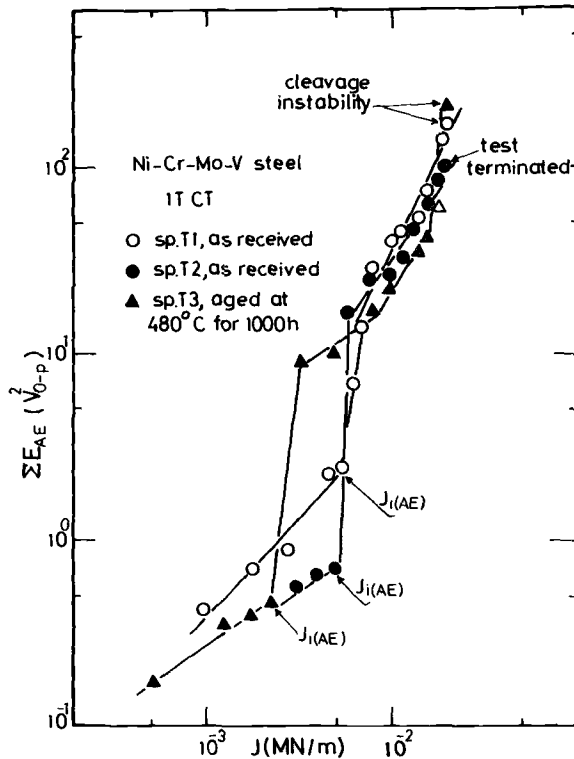 cleavage
instability
Ni-Cr-Mo-V steel
1T CT
test
terminated
sp.T1, as received
sp.T2, as received
sp.T3, aged at
480°C for 1000h
10²
10¹
10⁰
10⁻¹
ΣE_AE (V²_0-p)
J_i(AE)
J_i(AE)
J_i(AE)
10⁻³
10⁻²
J(MN/m)